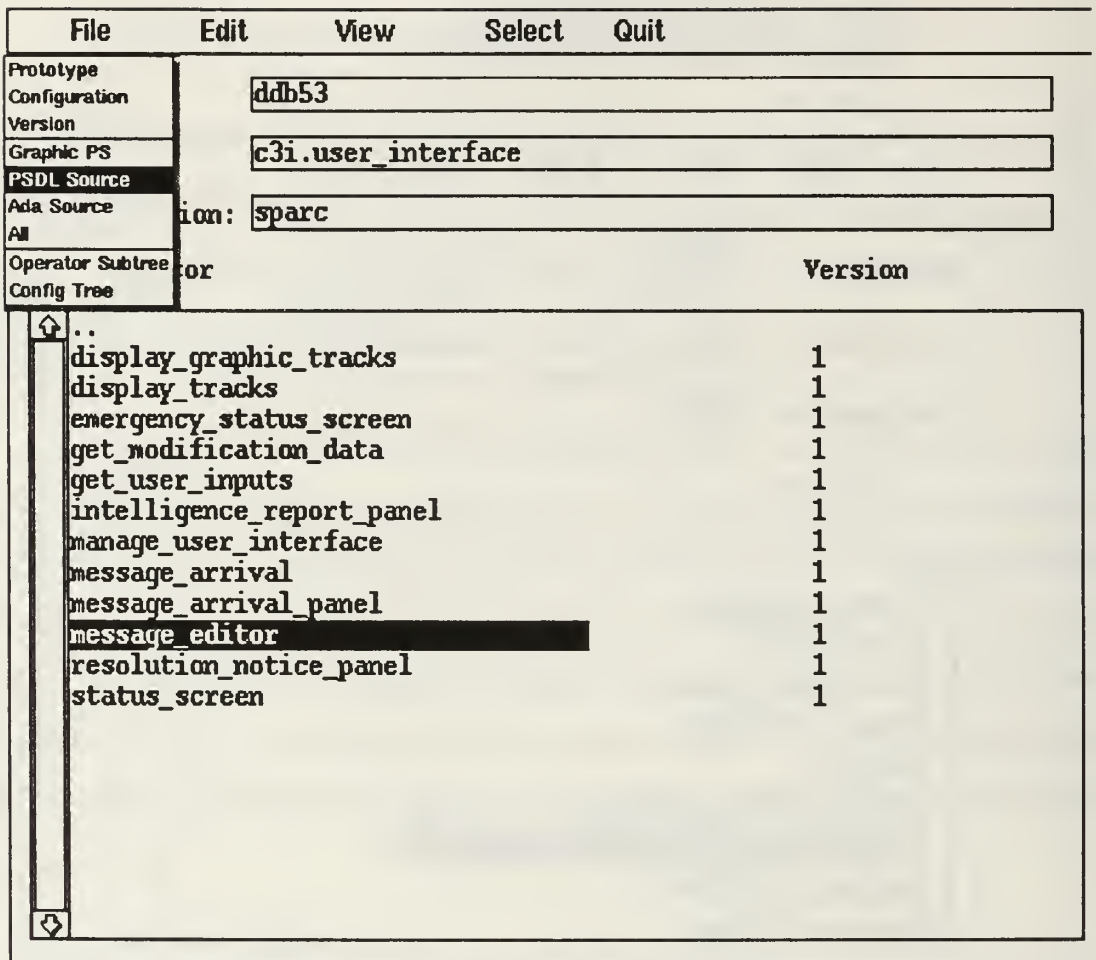 File Edit View Select Quit
Prototype
Configuration
Version
Graphic PS
PSDL Source
Ada Source
All
Operator Subtree
Config Tree
ddb53
c3i.user_interface
ion: sparc
tor Version
..
display_graphic_tracks 1
display_tracks 1
emergency_status_screen 1
get_modification_data 1
get_user_inputs 1
intelligence_report_panel 1
manage_user_interface 1
message_arrival 1
message_arrival_panel 1
message_editor 1
resolution_notice_panel 1
status_screen 1